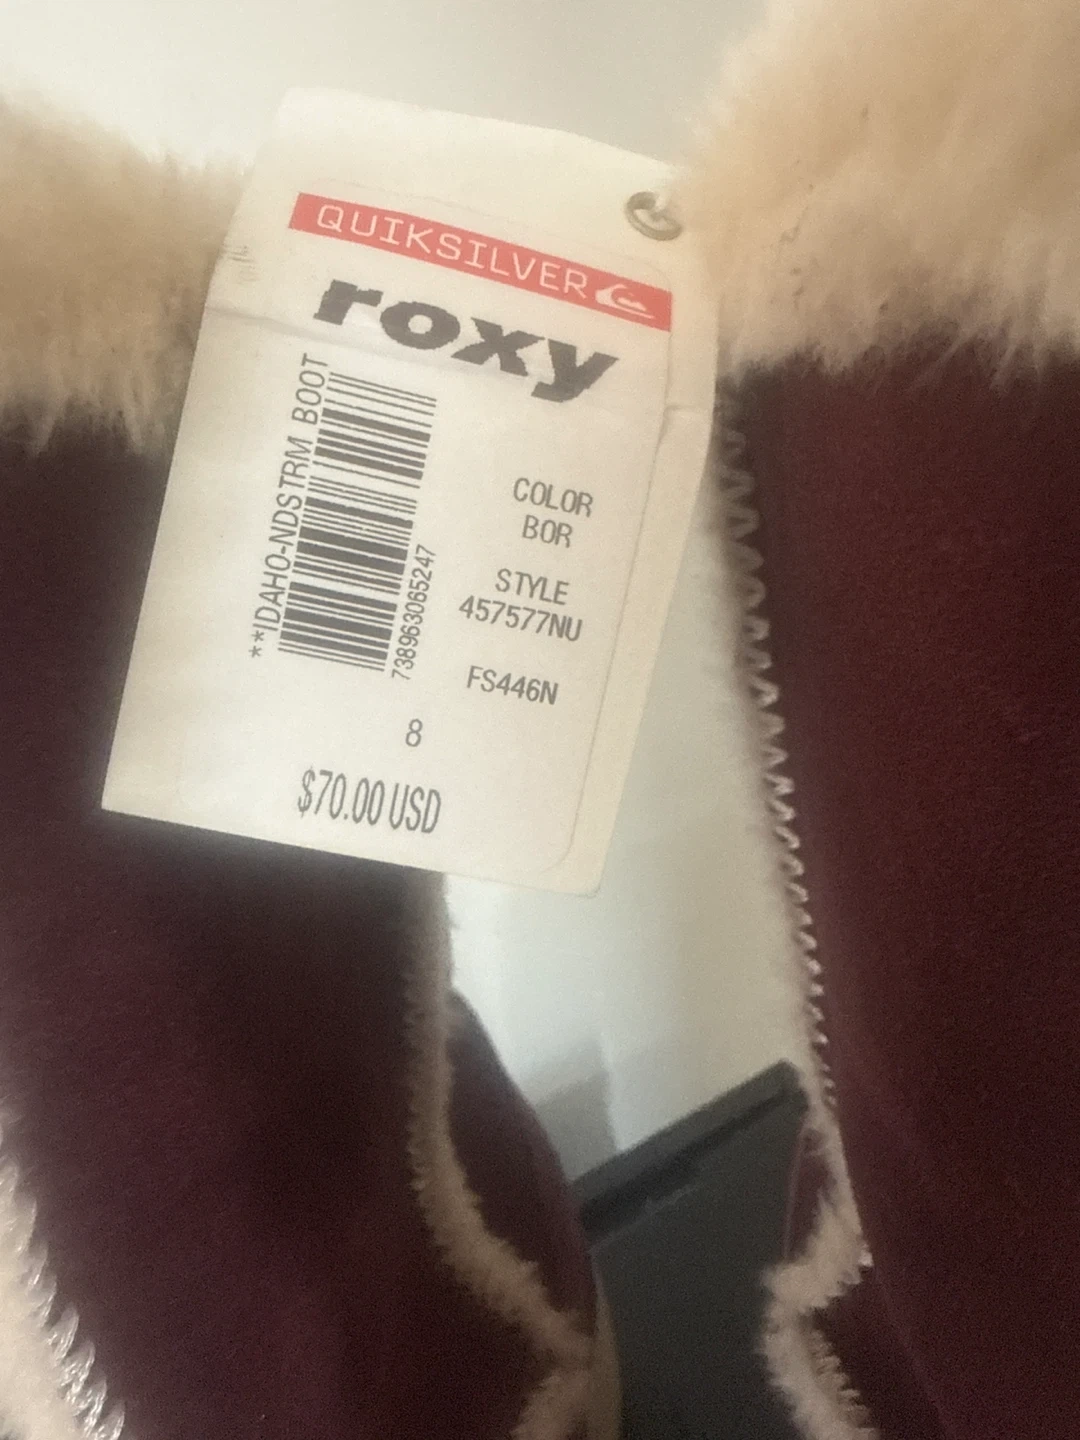 QUIKSILVER
roxy
**IDAHO-NDSTRM BOOT
738963065247
COLOR
BOR
STYLE
457577NU
FS446N
8
$70.00 USD